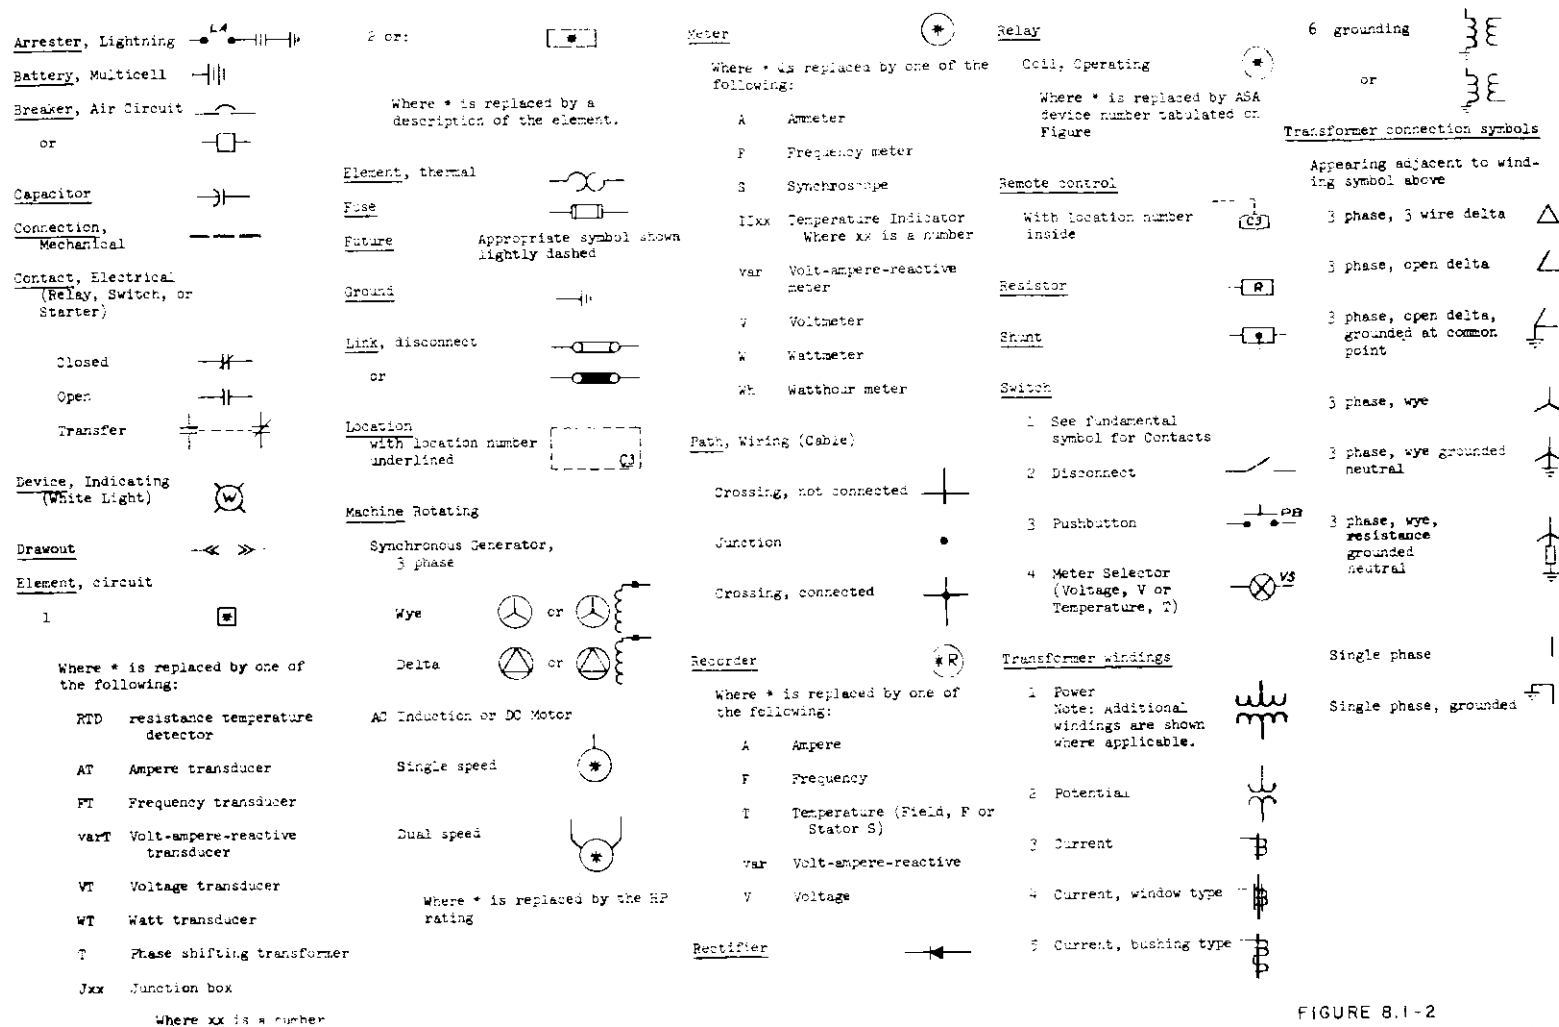 Arrester, Lightning
LA
Battery, Multicell
Breaker, Air Circuit
or
Capacitor
Connection,
Mechanical
Contact, Electrical
(Relay, Switch, or
Starter)
Closed
Open
Transfer
Device, Indicating
(White Light)
W
Drawout
Element, circuit
1
*
Where * is replaced by one of
the following:
RTD resistance temperature
detector
AT Ampere transducer
FT Frequency transducer
varT Volt-ampere-reactive
transducer
VT Voltage transducer
WT Watt transducer
T Phase shifting transformer
Jxx Junction box
Where xx is a number
2 or:
*
Where * is replaced by a
description of the element.
Element, thermal
Fuse
Future Appropriate symbol shown
lightly dashed
Ground
Link, disconnect
or
Location
with location number
underlined
C3
Machine Rotating
Synchronous Generator,
3 phase
Wye
or
Delta
or
AC Induction or DC Motor
Single speed
*
Dual speed
*
Where * is replaced by the HP
rating
Meter
*
Where * is replaced by one of the
following:
A Ammeter
F Frequency meter
S Synchroscope
Temperature Indicator
Where xx is a number
var Volt-ampere-reactive
meter
V Voltmeter
W Wattmeter
Wh Watthour meter
Path, Wiring (Cable)
Crossing, not connected
Junction
Crossing, connected
Recorder
*R
Where * is replaced by one of
the following:
A Ampere
F Frequency
T Temperature (Field, F or
Stator S)
var Volt-ampere-reactive
V Voltage
Rectifier
Relay
Coil, Operating
*
Where * is replaced by ASA
device number tabulated on
Figure
Remote control
With location number
inside
C3
Resistor
R
Shunt
Switch
1 See fundamental
symbol for Contacts
2 Disconnect
3 Pushbutton
PB
4 Meter Selector
(Voltage, V or
Temperature, T)
VS
Transformer windings
1 Power
Note: Additional
windings are shown
where applicable.
2 Potential
3 Current
4 Current, window type
5 Current, bushing type
6 grounding
or
Transformer connection symbols
Appearing adjacent to wind-
ing symbol above
3 phase, 3 wire delta
3 phase, open delta
3 phase, open delta,
grounded at common
point
3 phase, wye
3 phase, wye grounded
neutral
3 phase, wye,
resistance
grounded
neutral
Single phase
Single phase, grounded
FIGURE 8.1-2